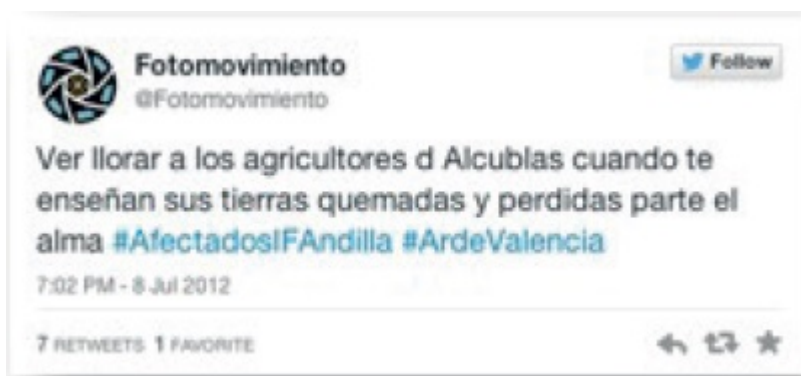 Fotomovimiento
Follow
@Fotomovimiento
Ver llorar a los agricultores d Alcublas cuando te
enseñan sus tierras quemadas y perdidas parte el
alma #AfectadosIFAndilla #ArdeValencia
7:02 PM - 8 Jul 2012
7 RETWEETS 1 FAVORITE